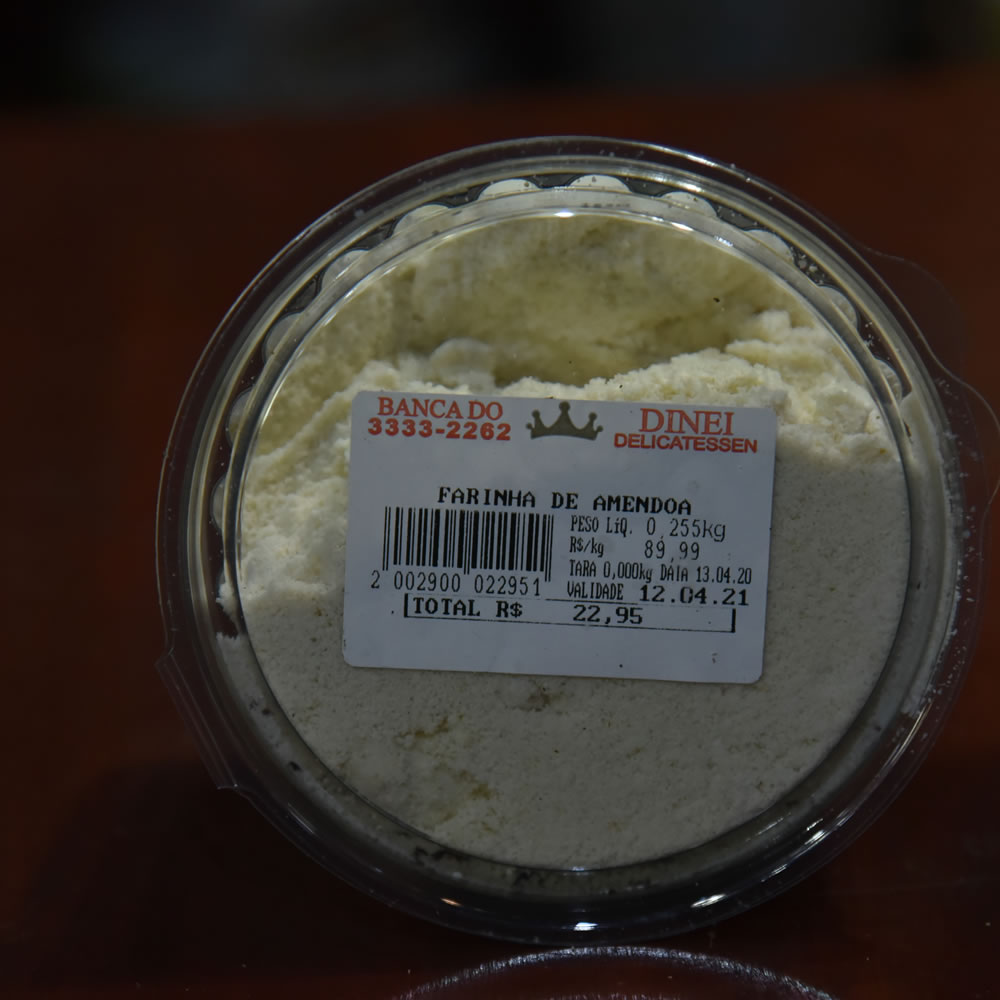 BANCA DO DINEI
3333-2262 DELICATESSEN
FARINHA DE AMENDOA
PESO LíQ. 0,255kg
R$/kg 89,99
TARA 0,000kg DATA 13.04.20
2 002900 022951 VALIDADE 12.04.21
TOTAL R$ 22,95